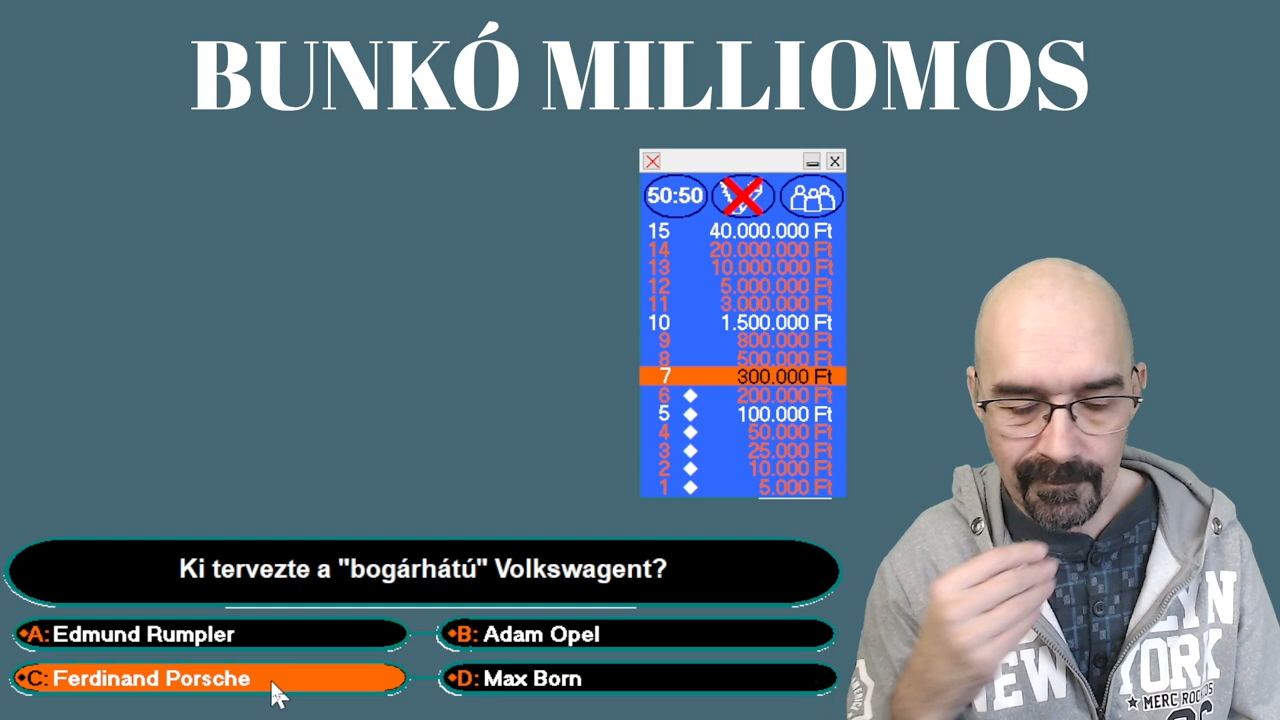 BUNKÓ MILLIOMOS
50:50
15 40.000.000 Ft
14 20.000.000 Ft
13 10.000.000 Ft
12 5.000.000 Ft
11 3.000.000 Ft
10 1.500.000 Ft
9 800.000 Ft
8 500.000 Ft
7 300.000 Ft
6 200.000 Ft
5 100.000 Ft
4 50.000 Ft
3 25.000 Ft
2 10.000 Ft
1 5.000 Ft
Ki tervezte a "bogárhátú" Volkswagent?
A: Edmund Rumpler
B: Adam Opel
C: Ferdinand Porsche
D: Max Born
NEW YORK